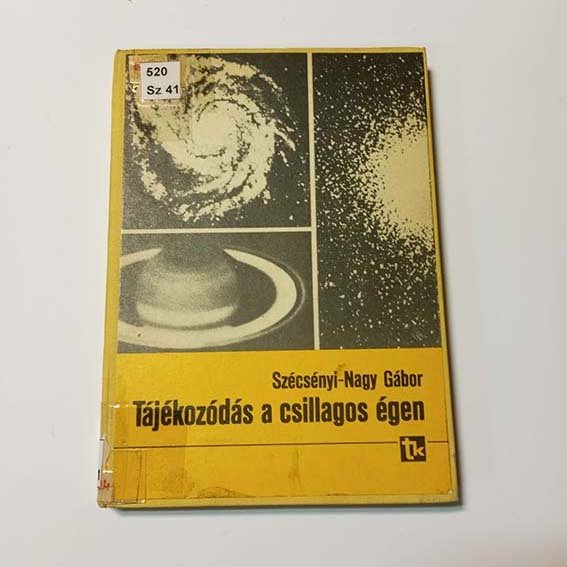 520
Sz 41
Szécsényi-Nagy Gábor
Tájékozódás a csillagos égen
tk